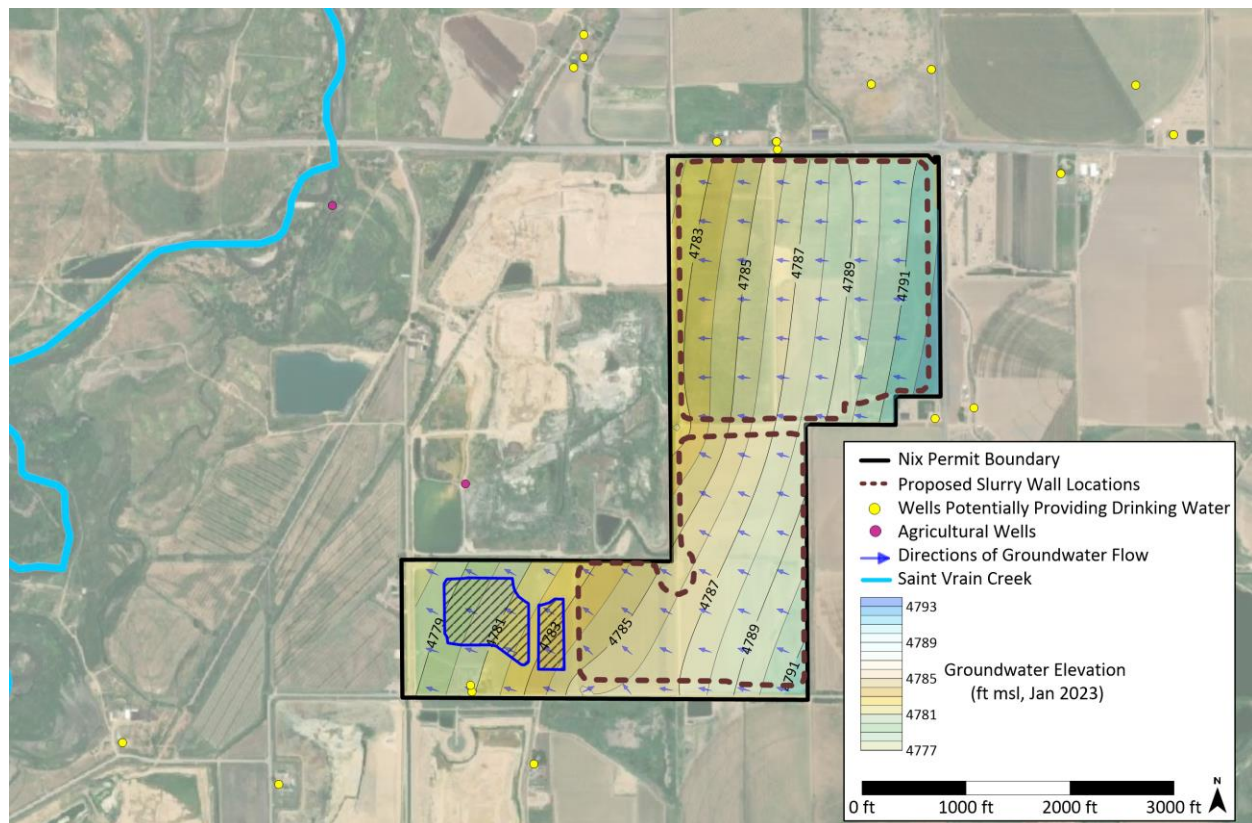 4783
4785
4787
4789
4791
4787
4779
4781
4783
4785
4789
4791
Nix Permit Boundary
Proposed Slurry Wall Locations
Wells Potentially Providing Drinking Water
Agricultural Wells
Directions of Groundwater Flow
Saint Vrain Creek
4793
4789
4785
4781
4777
Groundwater Elevation
(ft msl, Jan 2023)
N
0 ft 1000 ft 2000 ft 3000 ft